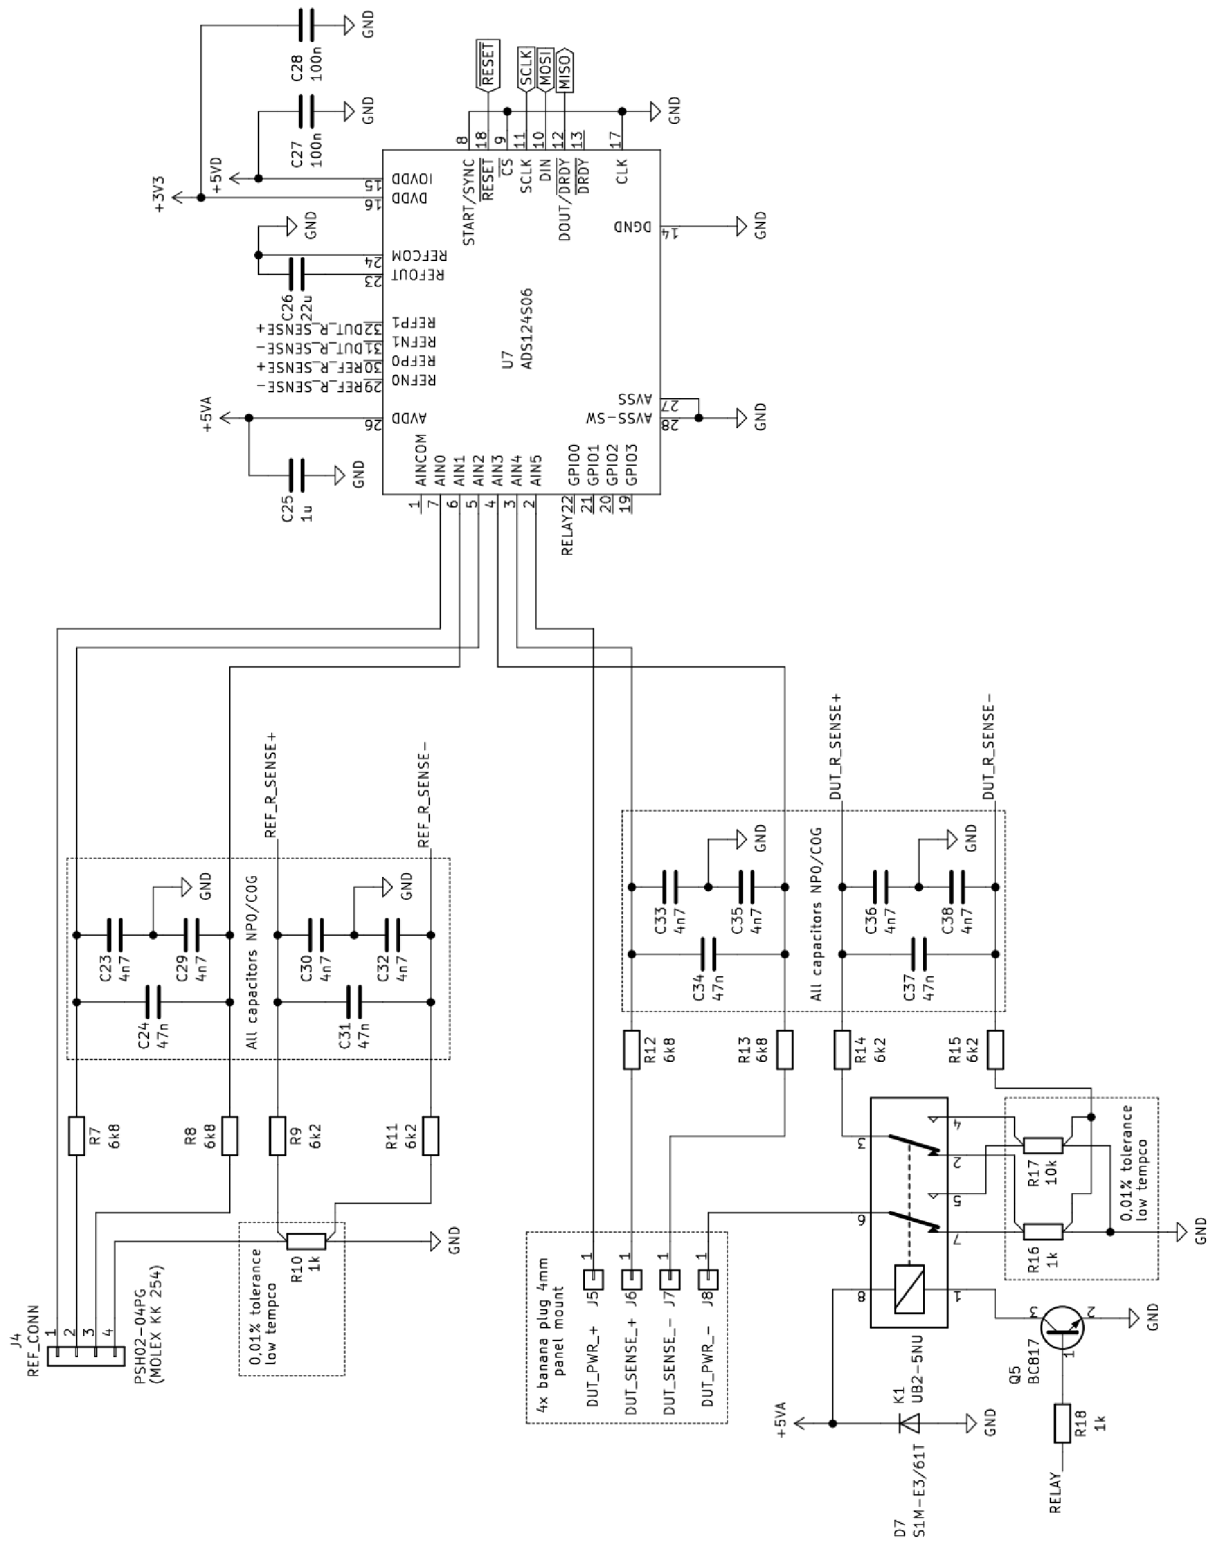 C28
100n
GND
C27
100n
GND
+3V3
+5VD
GND
C26
22u
RESET
SCLK
MOSI
MISO
GND
15
IOVDD
16
DVDD
24
REFCOM
23
REFOUT
DUT_R_SENSE+
32
REFP1
DUT_R_SENSE-
31
REFN1
REF_R_SENSE+
30
REFP0
REF_R_SENSE-
29
REFN0
+5VA
26
AVDD
C25
1u
GND
8
START/SYNC
18
RESET
9
CS
11
SCLK
10
DIN
12
DOUT/DRDY
13
DRDY
17
CLK
DGND
14
GND
U7
ADS124S06
AVSS
27
AVSS-SW
28
GND
1
AINCOM
7
AIN0
6
AIN1
5
AIN2
4
AIN3
3
AIN4
2
AIN5
RELAY
22
GPIO0
21
GPIO1
20
GPIO2
19
GPIO3
REF_R_SENSE+
REF_R_SENSE-
C23
4n7
C29
4n7
GND
C24
47n
All capacitors NPO/COG
C30
4n7
C32
4n7
GND
C31
47n
R7
6k8
R8
6k8
R9
6k2
R11
6k2
J4
REF_CONN
1
2
3
4
PSH02-04PG
(MOLEX KK 254)
0,01% tolerance
low tempco
R10
1k
GND
DUT_R_SENSE+
DUT_R_SENSE-
C33
4n7
C35
4n7
GND
C34
47n
All capacitors NPO/COG
C36
4n7
C38
4n7
GND
C37
47n
R12
6k8
R13
6k8
R14
6k2
R15
6k2
4x banana plug 4mm
panel mount
DUT_PWR_+
J5
1
DUT_SENSE_+
J6
1
DUT_SENSE_-
J7
1
DUT_PWR_-
J8
1
3
4
2
5
6
7
8
1
K1
UB2-5NU
R17
10k
R16
1k
0,01% tolerance
low tempco
GND
+5VA
D7
S1M-E3/61T
GND
Q5
BC817
3
2
1
GND
R18
1k
RELAY